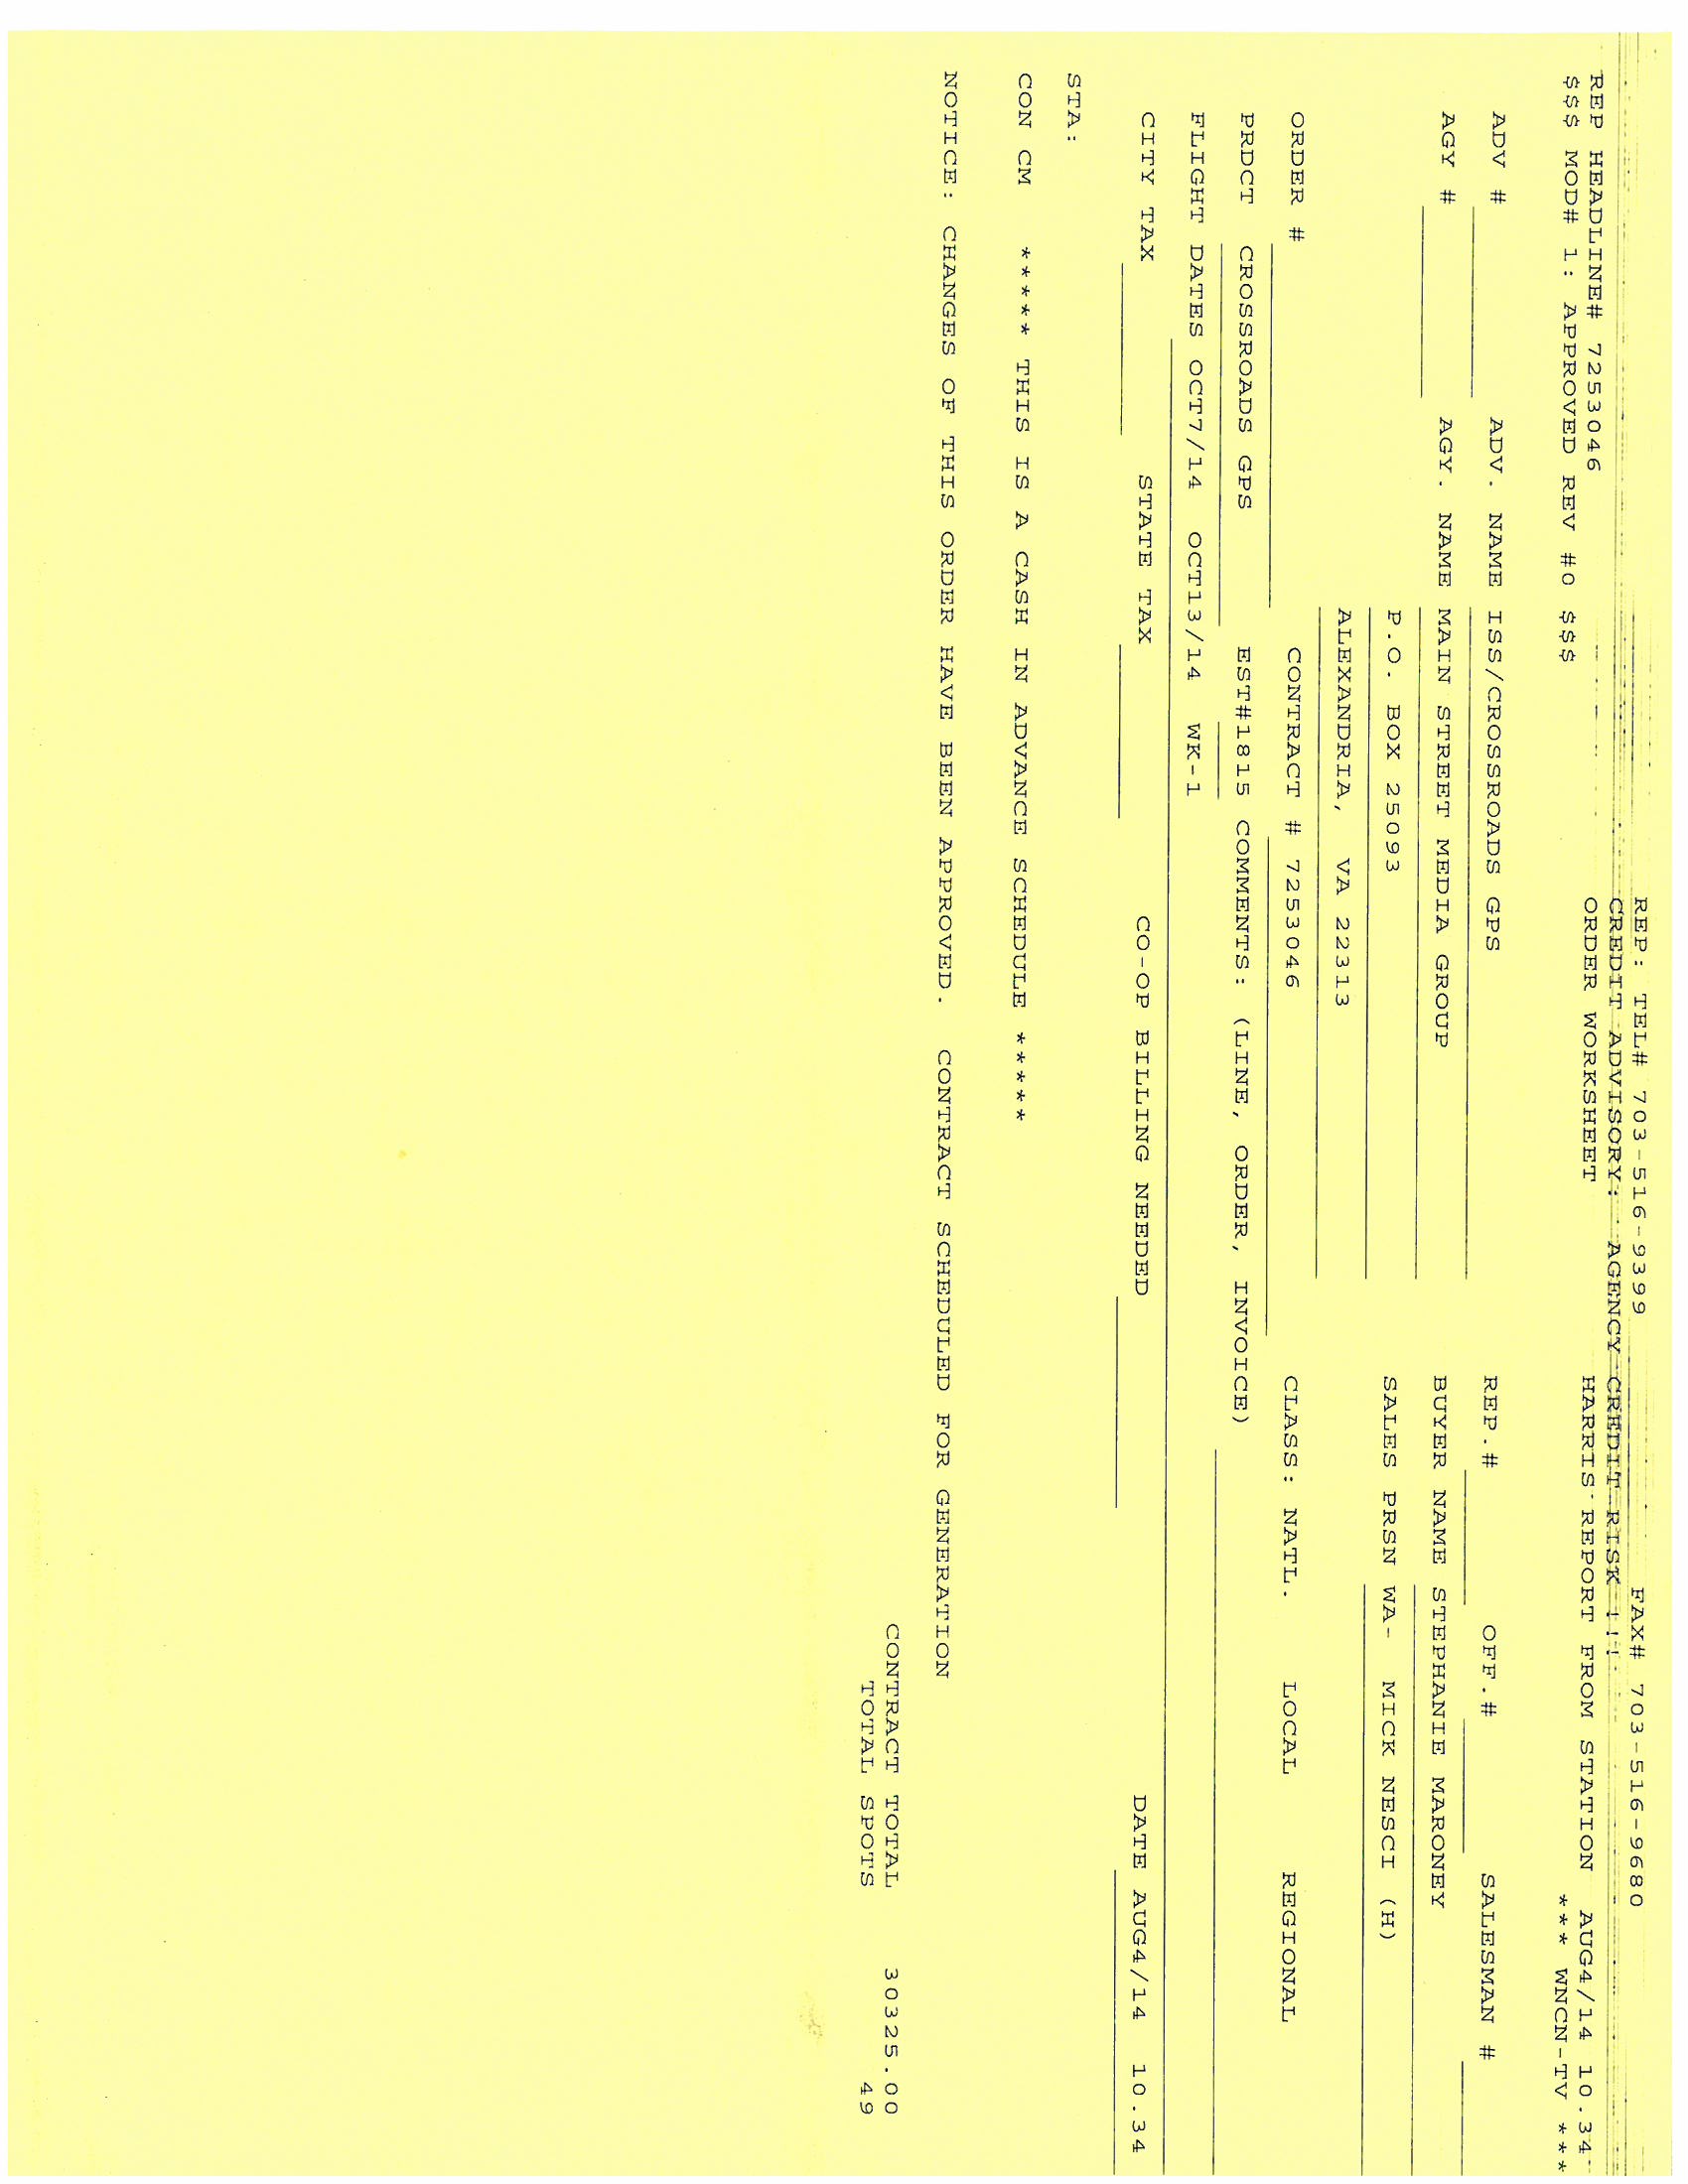 REP: TEL# 703-516-9399 FAX# 703-516-9680
CREDIT ADVISORY: AGENCY CREDIT RISK !!!
REP HEADLINE# 7253046 ORDER WORKSHEET HARRIS REPORT FROM STATION AUG4/14 10.34
$$$ MOD# 1: APPROVED REV #0 $$$ *** WNCN-TV ***
ADV # ADV. NAME ISS/CROSSROADS GPS REP.# OFF.# SALESMAN #
AGY # AGY. NAME MAIN STREET MEDIA GROUP BUYER NAME STEPHANIE MARONEY
P.O. BOX 25093 SALES PRSN WA- MICK NESCI (H)
ALEXANDRIA, VA 22313
ORDER # CONTRACT # 7253046 CLASS: NATL. LOCAL REGIONAL
PRDCT CROSSROADS GPS EST#1815 COMMENTS: (LINE, ORDER, INVOICE)
FLIGHT DATES OCT7/14 OCT13/14 WK-1
CITY TAX STATE TAX CO-OP BILLING NEEDED DATE AUG4/14 10.34
STA:
CON CM ***** THIS IS A CASH IN ADVANCE SCHEDULE *****
NOTICE: CHANGES OF THIS ORDER HAVE BEEN APPROVED. CONTRACT SCHEDULED FOR GENERATION
CONTRACT TOTAL 30325.00
TOTAL SPOTS 49